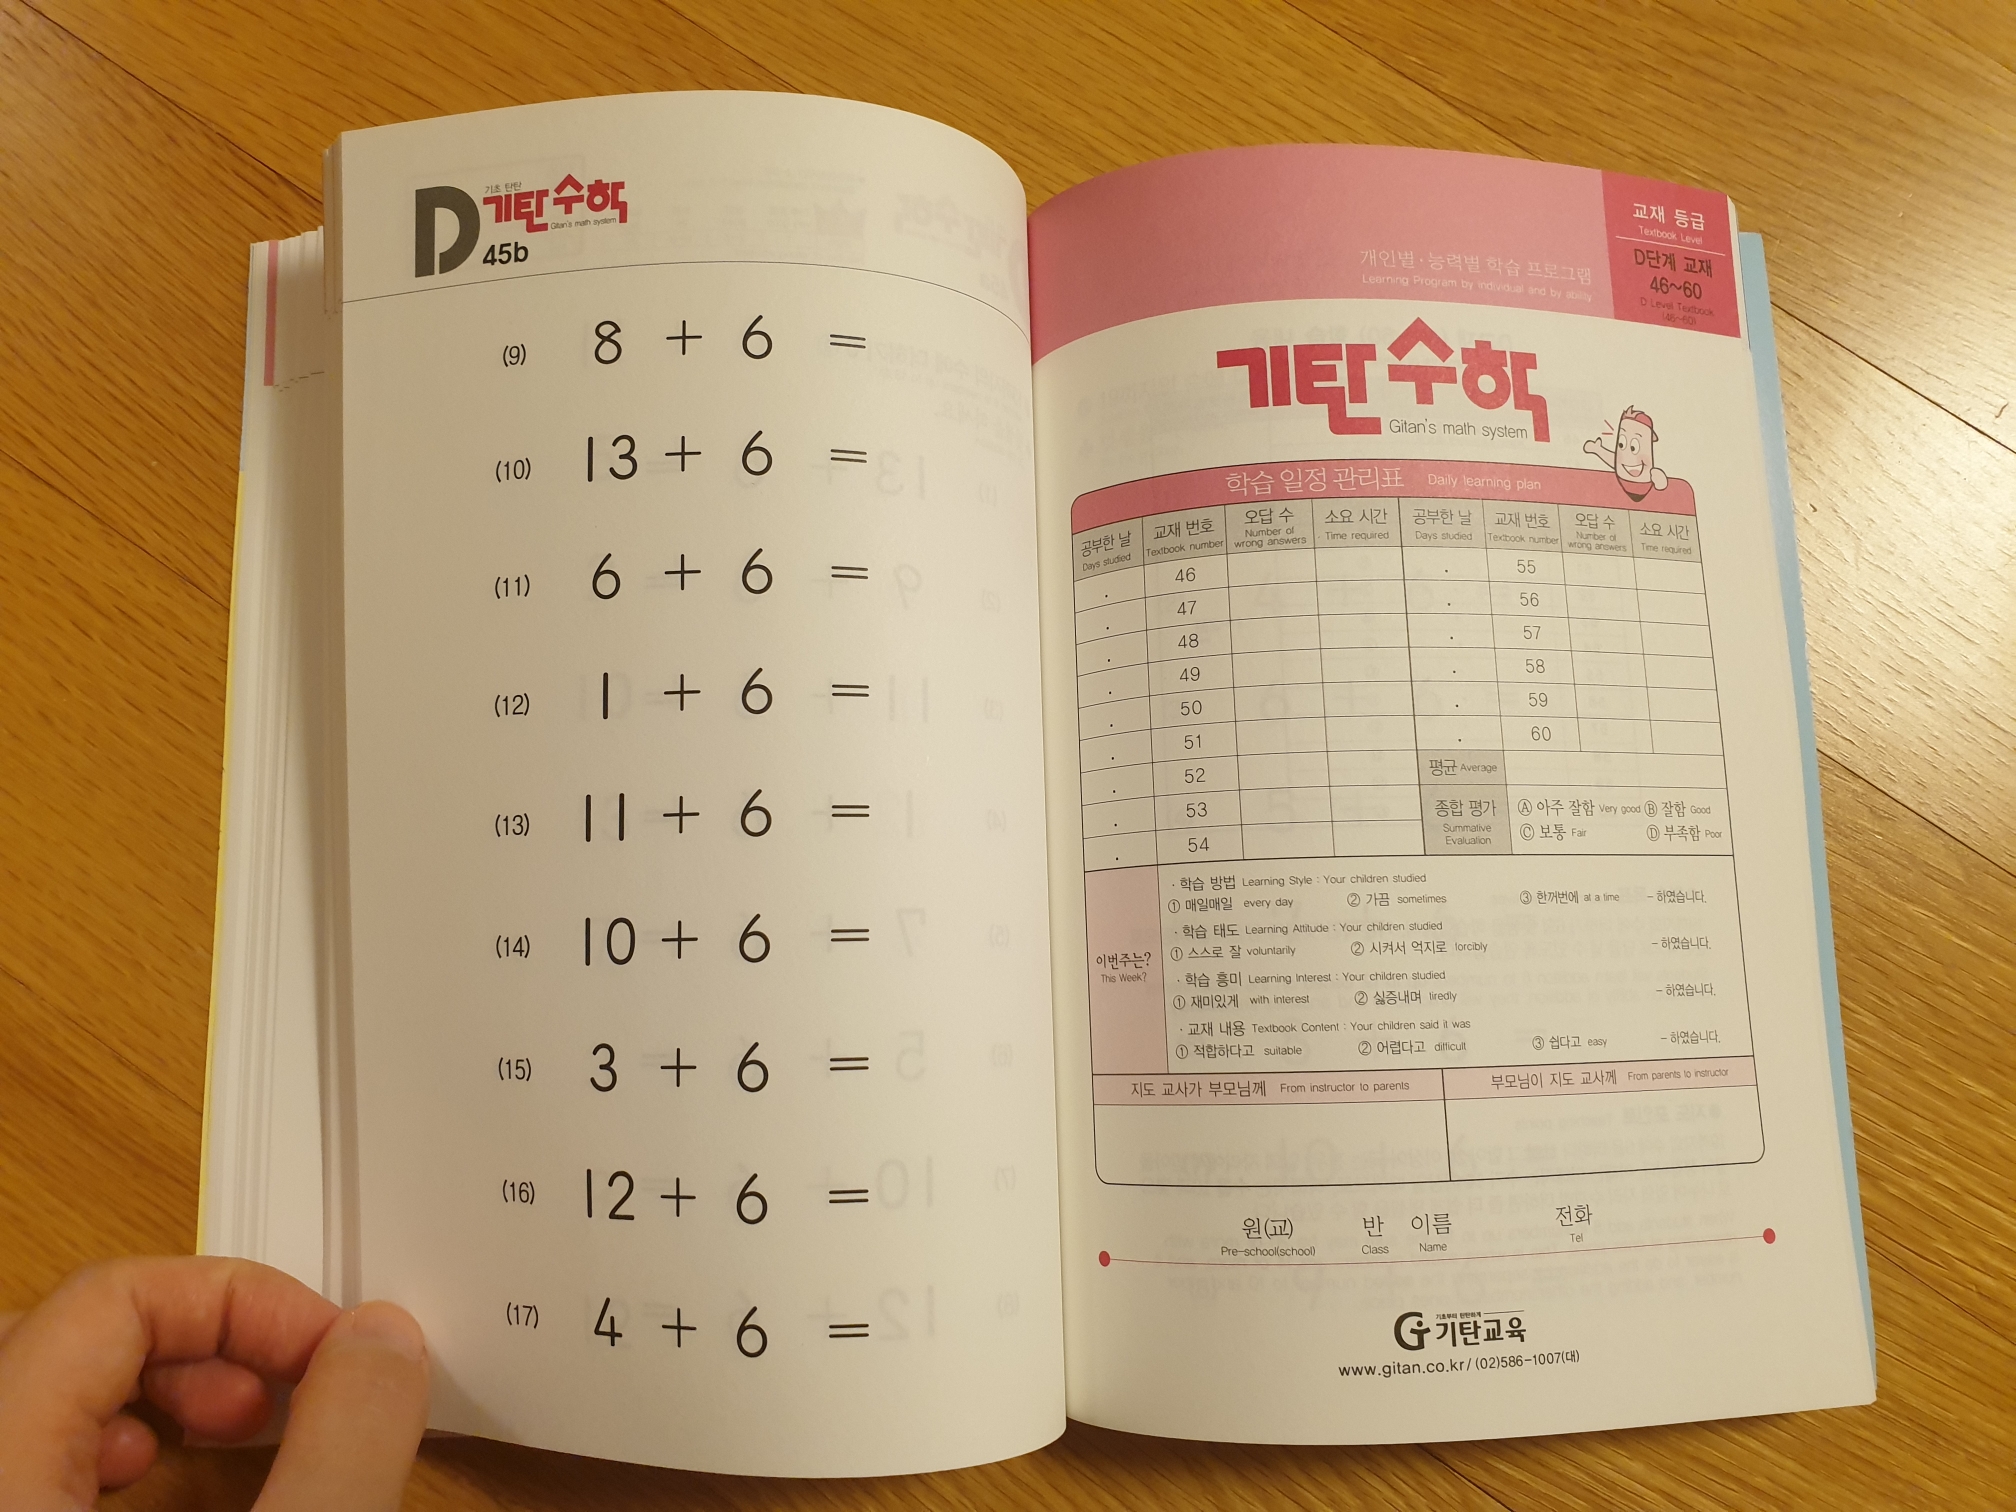 D
기초 탄탄
기탄수학
Gitan's math system
45b
(9) 8 + 6 =
(10) 13 + 6 =
(11) 6 + 6 =
(12) 1 + 6 =
(13) 11 + 6 =
(14) 10 + 6 =
(15) 3 + 6 =
(16) 12 + 6 =
(17) 4 + 6 =
교재 등급
Textbook Level
D단계 교재
46~60
D Level Textbook
(46~60)
개인별·능력별 학습 프로그램
Learning Program by individual and by ability
기탄수학
Gitan's math system
학습 일정 관리표 Daily learning plan
공부한 날 교재 번호 오답 수 소요 시간 공부한 날 교재 번호 오답 수 소요 시간
Days studied Textbook number Number of wrong answers Time required Days studied Textbook number Number of wrong answers Time required
. 46 . 55
. 47 . 56
. 48 . 57
. 49 . 58
. 50 . 59
. 51 . 60
. 52 평균 Average
. 53 종합 평가 Ⓐ 아주 잘함 Very good Ⓑ 잘함 Good
. 54 Summative Evaluation Ⓒ 보통 Fair Ⓓ 부족함 Poor
이번주는?
This Week?
· 학습 방법 Learning Style : Your children studied
① 매일매일 every day ② 가끔 sometimes ③ 한꺼번에 at a time - 하였습니다.
· 학습 태도 Learning Attitude : Your children studied
① 스스로 잘 voluntarily ② 시켜서 억지로 forcibly - 하였습니다.
· 학습 흥미 Learning Interest : Your children studied
① 재미있게 with interest ② 싫증내며 tiredly - 하였습니다.
· 교재 내용 Textbook Content : Your children said it was
① 적합하다고 suitable ② 어렵다고 difficult ③ 쉽다고 easy - 하였습니다.
지도 교사가 부모님께 From instructor to parents 부모님이 지도 교사께 From parents to instructor
원(교) 반 이름 전화
Pre-school(school) Class Name Tel
기초부터 탄탄하게
기탄교육
www.gitan.co.kr/(02)586-1007(대)